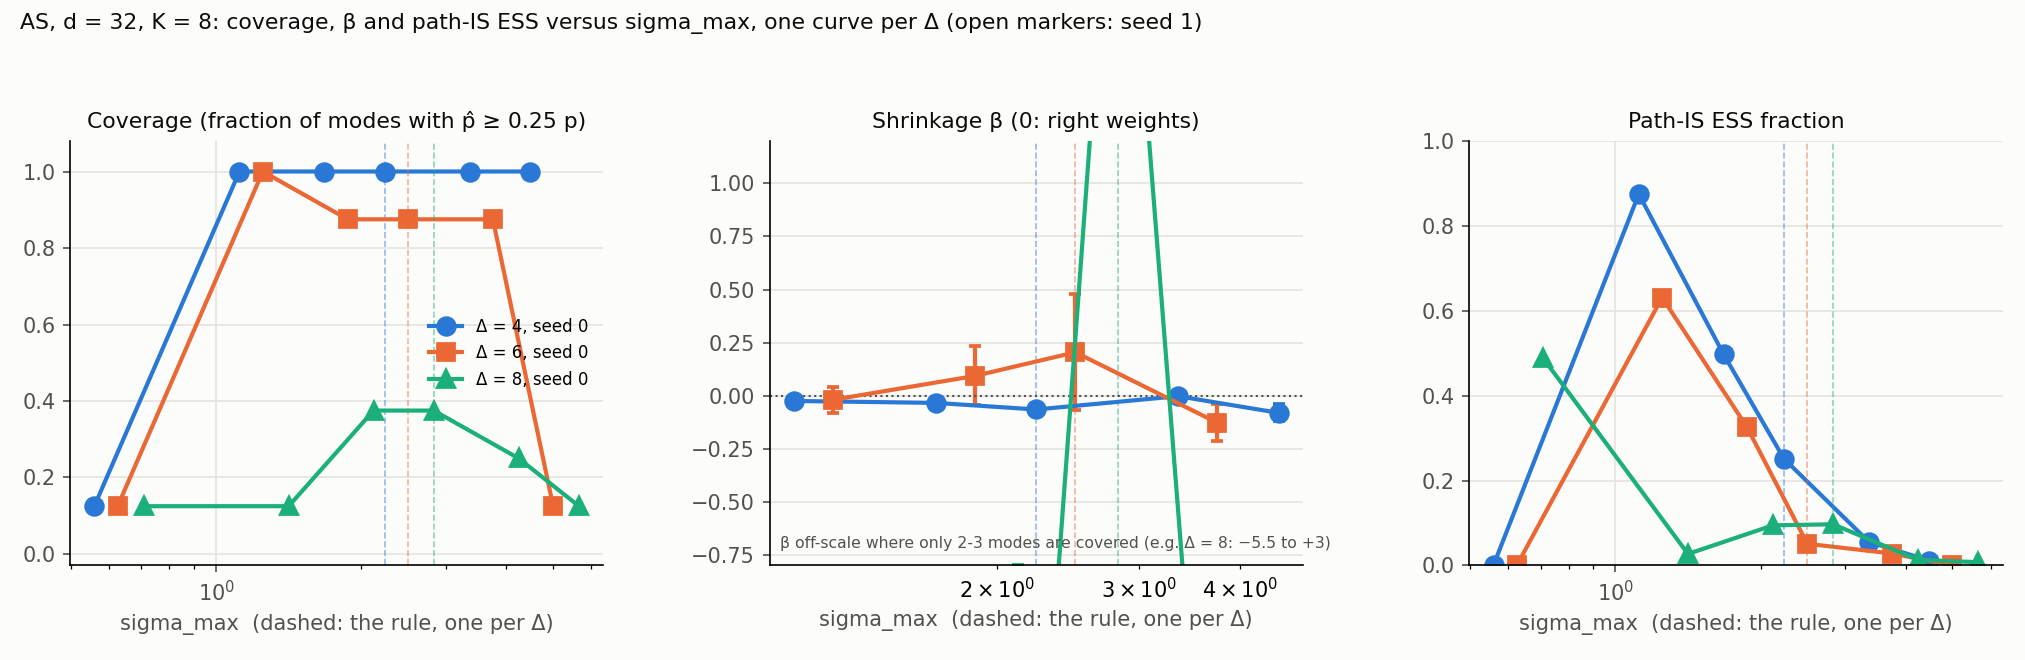 AS, d = 32, K = 8: coverage, β and path-IS ESS versus sigma_max, one curve per Δ (open markers: seed 1)
Coverage (fraction of modes with p̂ ≥ 0.25 p)
1.0
0.8
0.6
0.4
0.2
0.0
Δ = 4, seed 0
Δ = 6, seed 0
Δ = 8, seed 0
10⁰
sigma_max  (dashed: the rule, one per Δ)
Shrinkage β (0: right weights)
1.00
0.75
0.50
0.25
0.00
−0.25
−0.50
−0.75
β off-scale where only 2-3 modes are covered (e.g. Δ = 8: −5.5 to +3)
2 × 10⁰ 3 × 10⁰ 4 × 10⁰
sigma_max  (dashed: the rule, one per Δ)
Path-IS ESS fraction
1.0
0.8
0.6
0.4
0.2
0.0
10⁰
sigma_max  (dashed: the rule, one per Δ)